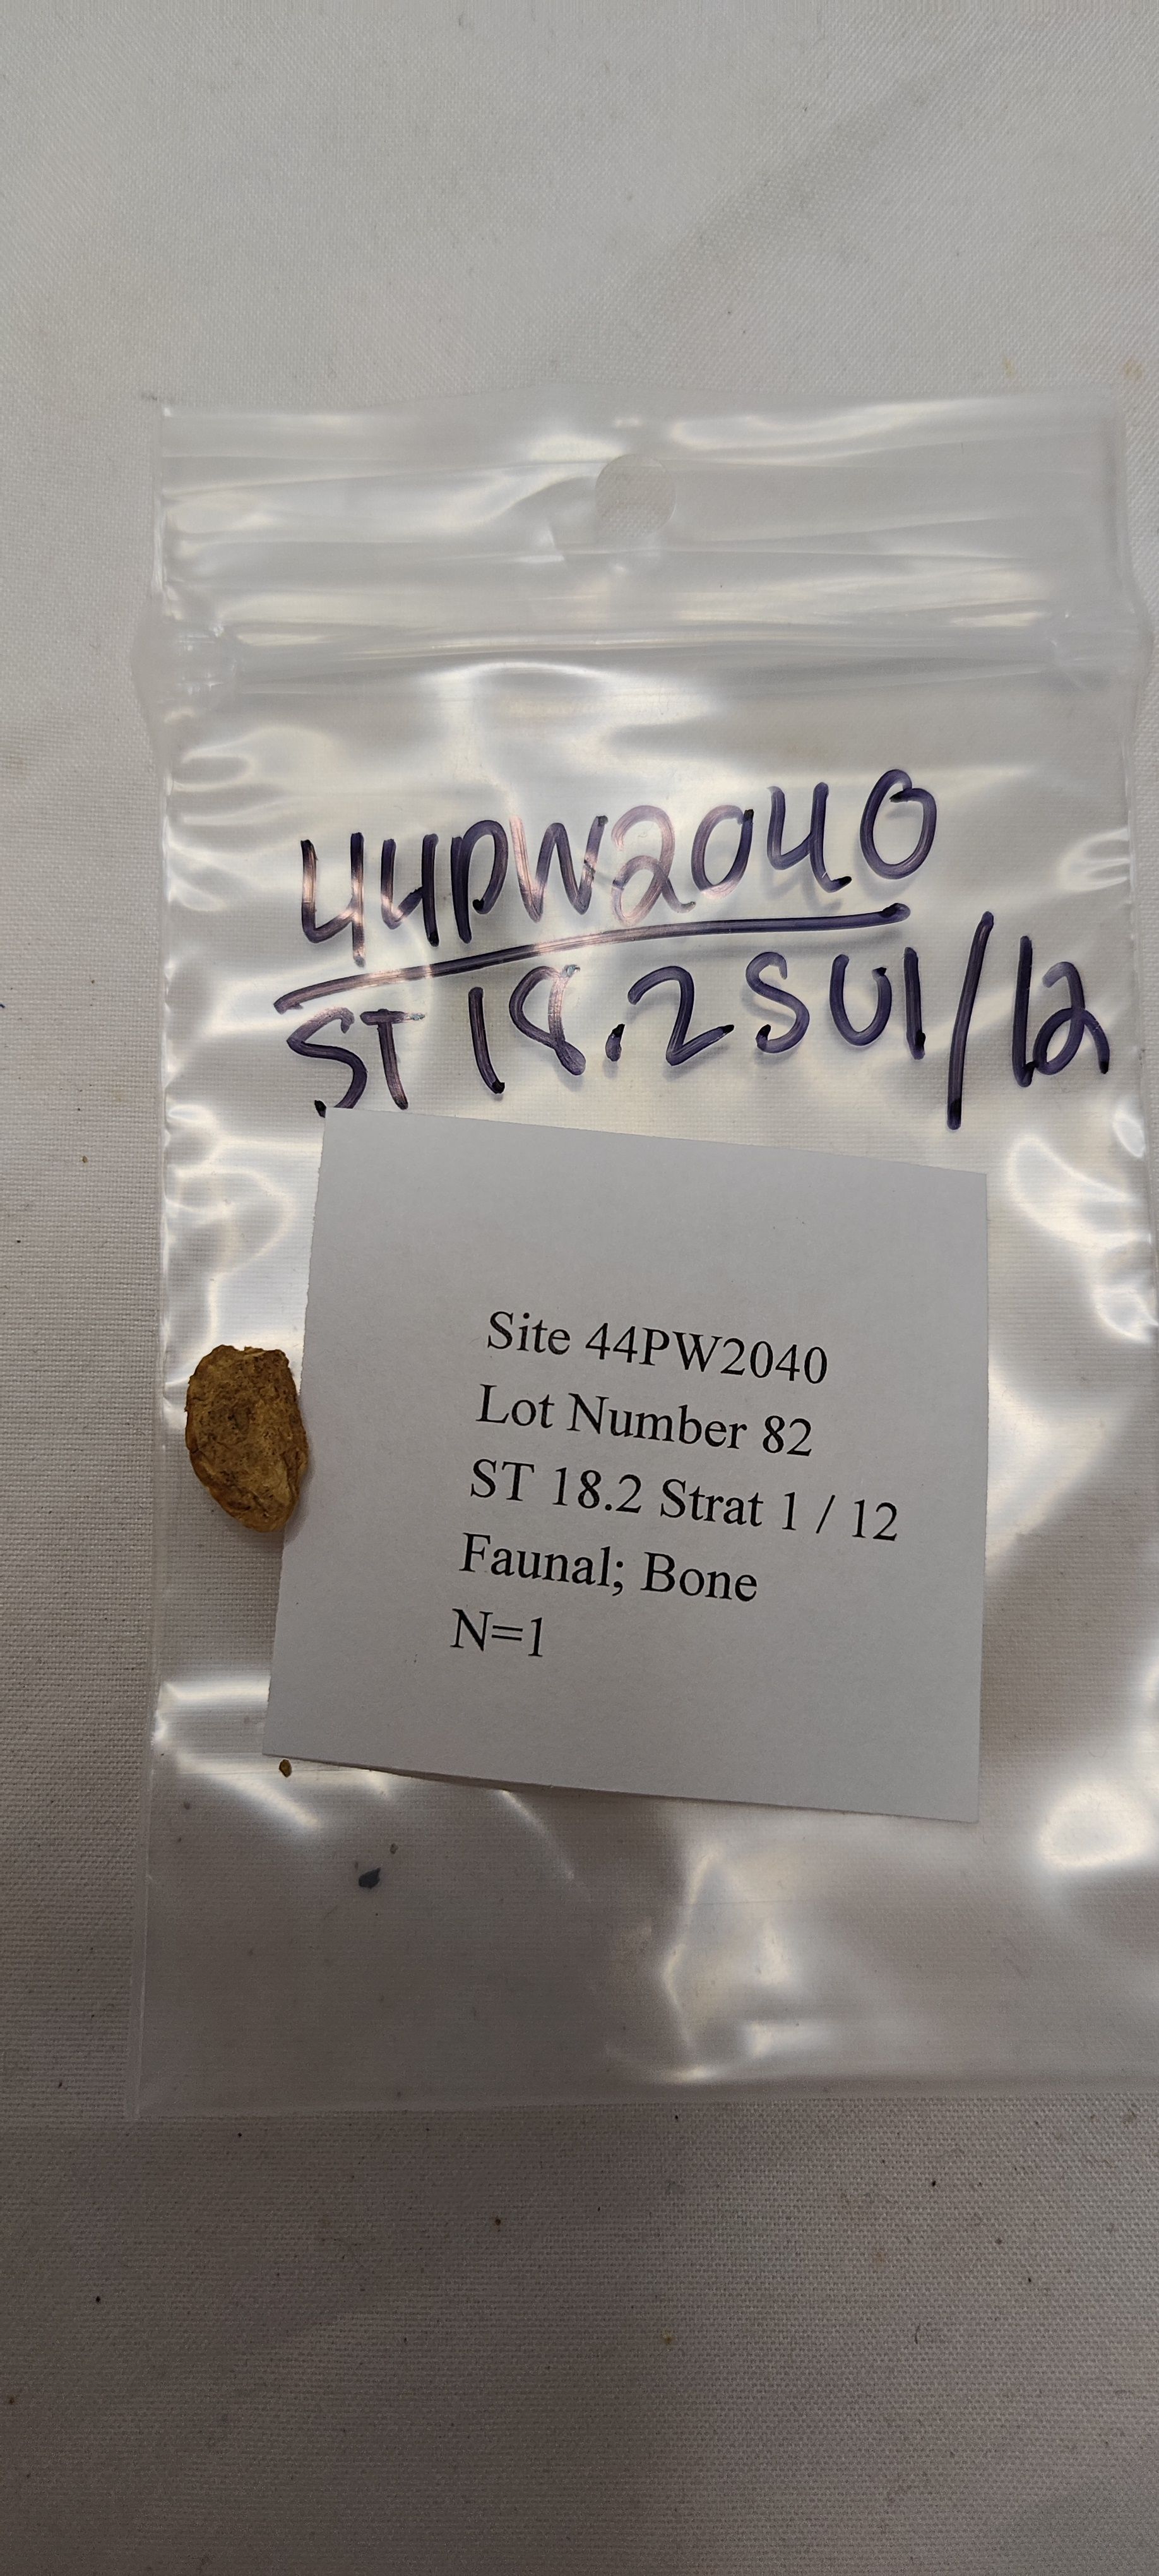 44PW2040
ST 18.2 SU1/12
Site 44PW2040
Lot Number 82
ST 18.2 Strat 1 / 12
Faunal; Bone
N=1